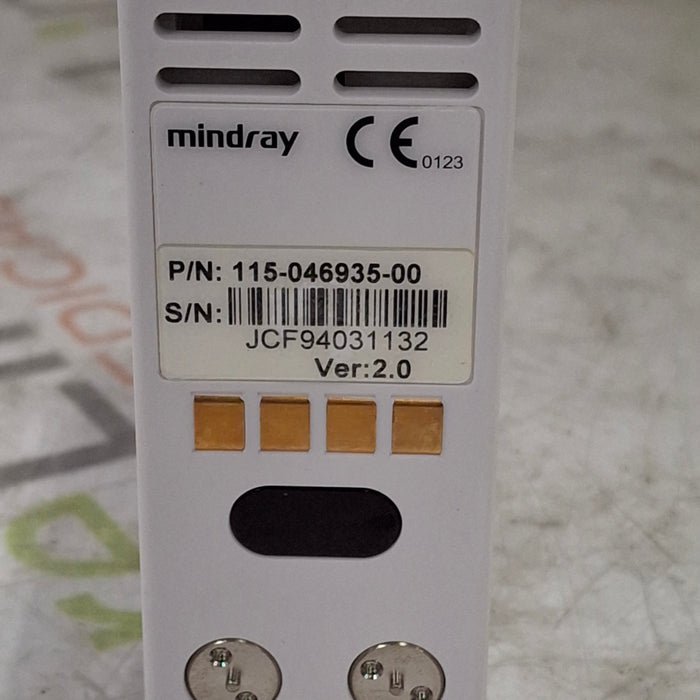 mindray CE 0123
P/N: 115-046935-00
S/N:
JCF94031132
Ver:2.0